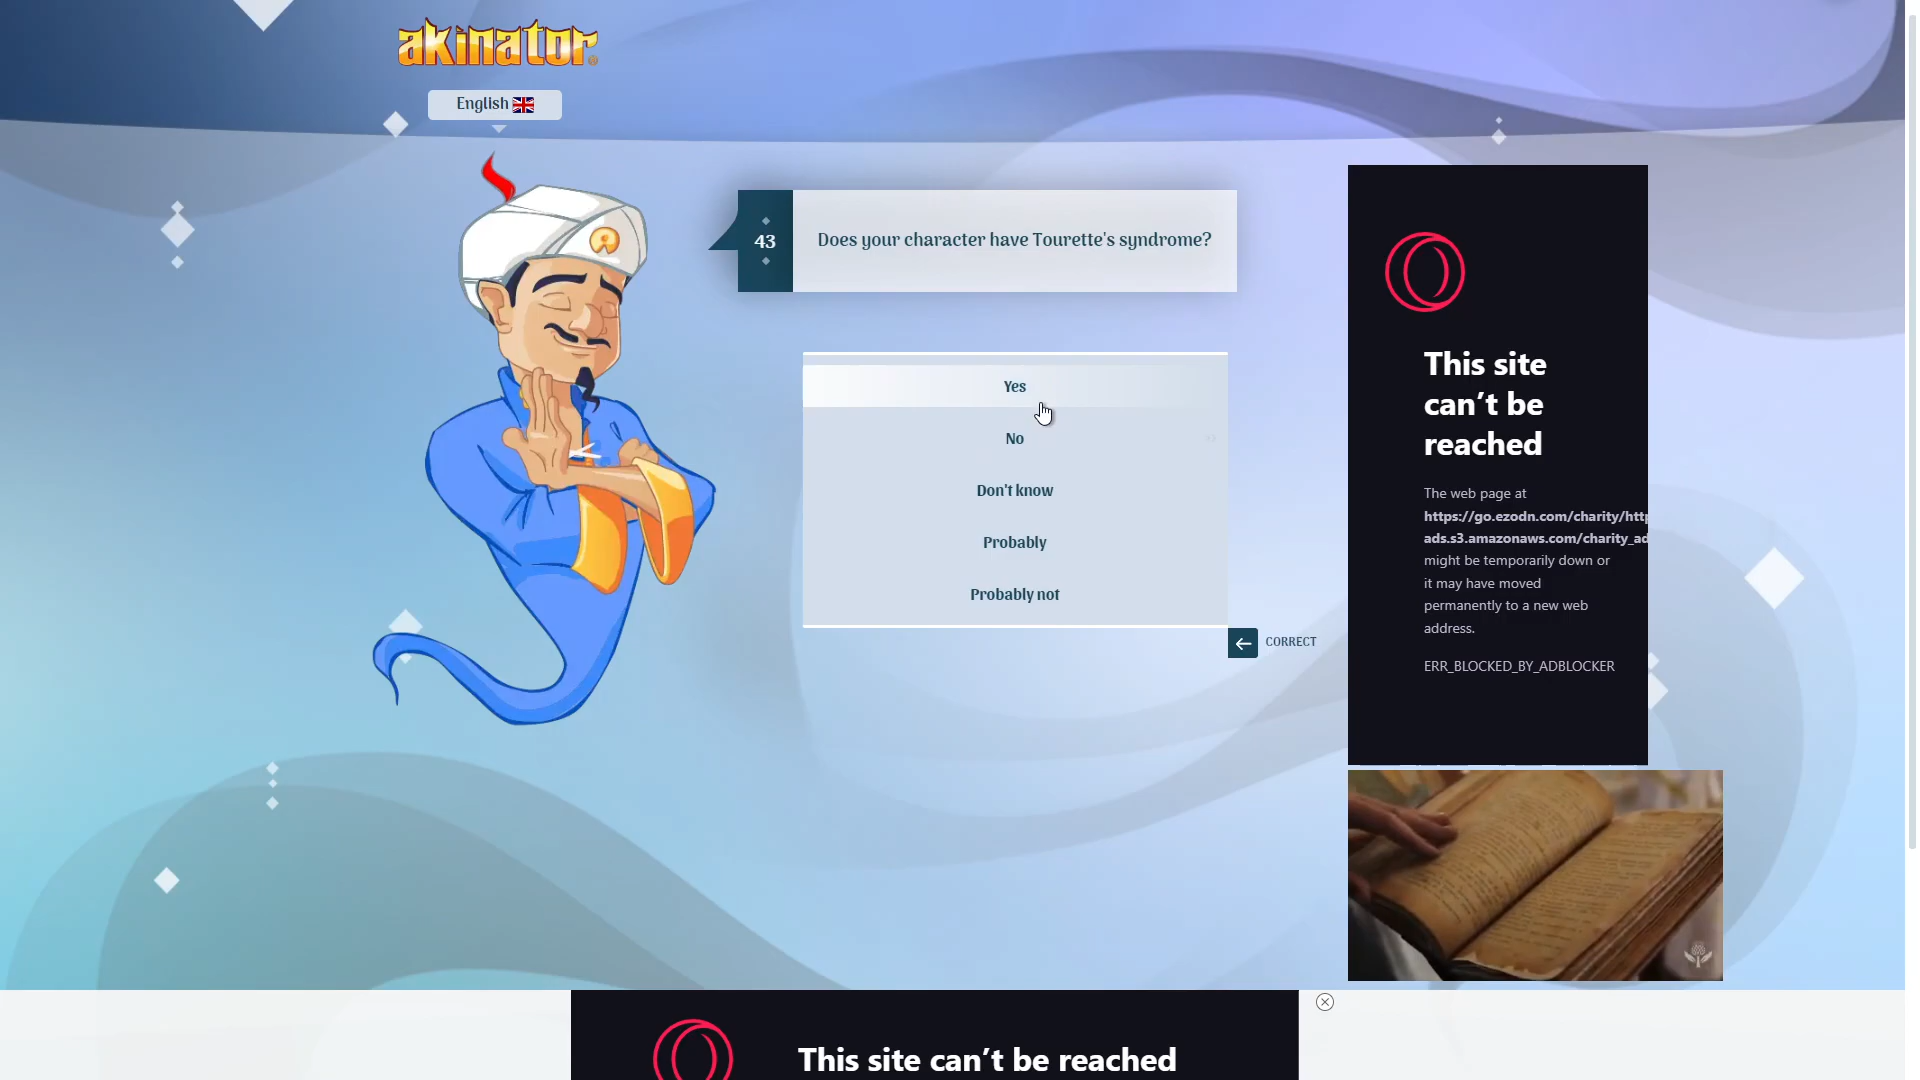 akinator
English
43
Does your character have Tourette's syndrome?
Yes
No
Don't know
Probably
Probably not
CORRECT
This site
can't be
reached
The web page at
https://go.ezodn.com/charity/http
ads.s3.amazonaws.com/charity_ad
might be temporarily down or
it may have moved
permanently to a new web
address.
ERR_BLOCKED_BY_ADBLOCKER
This site can't be reached